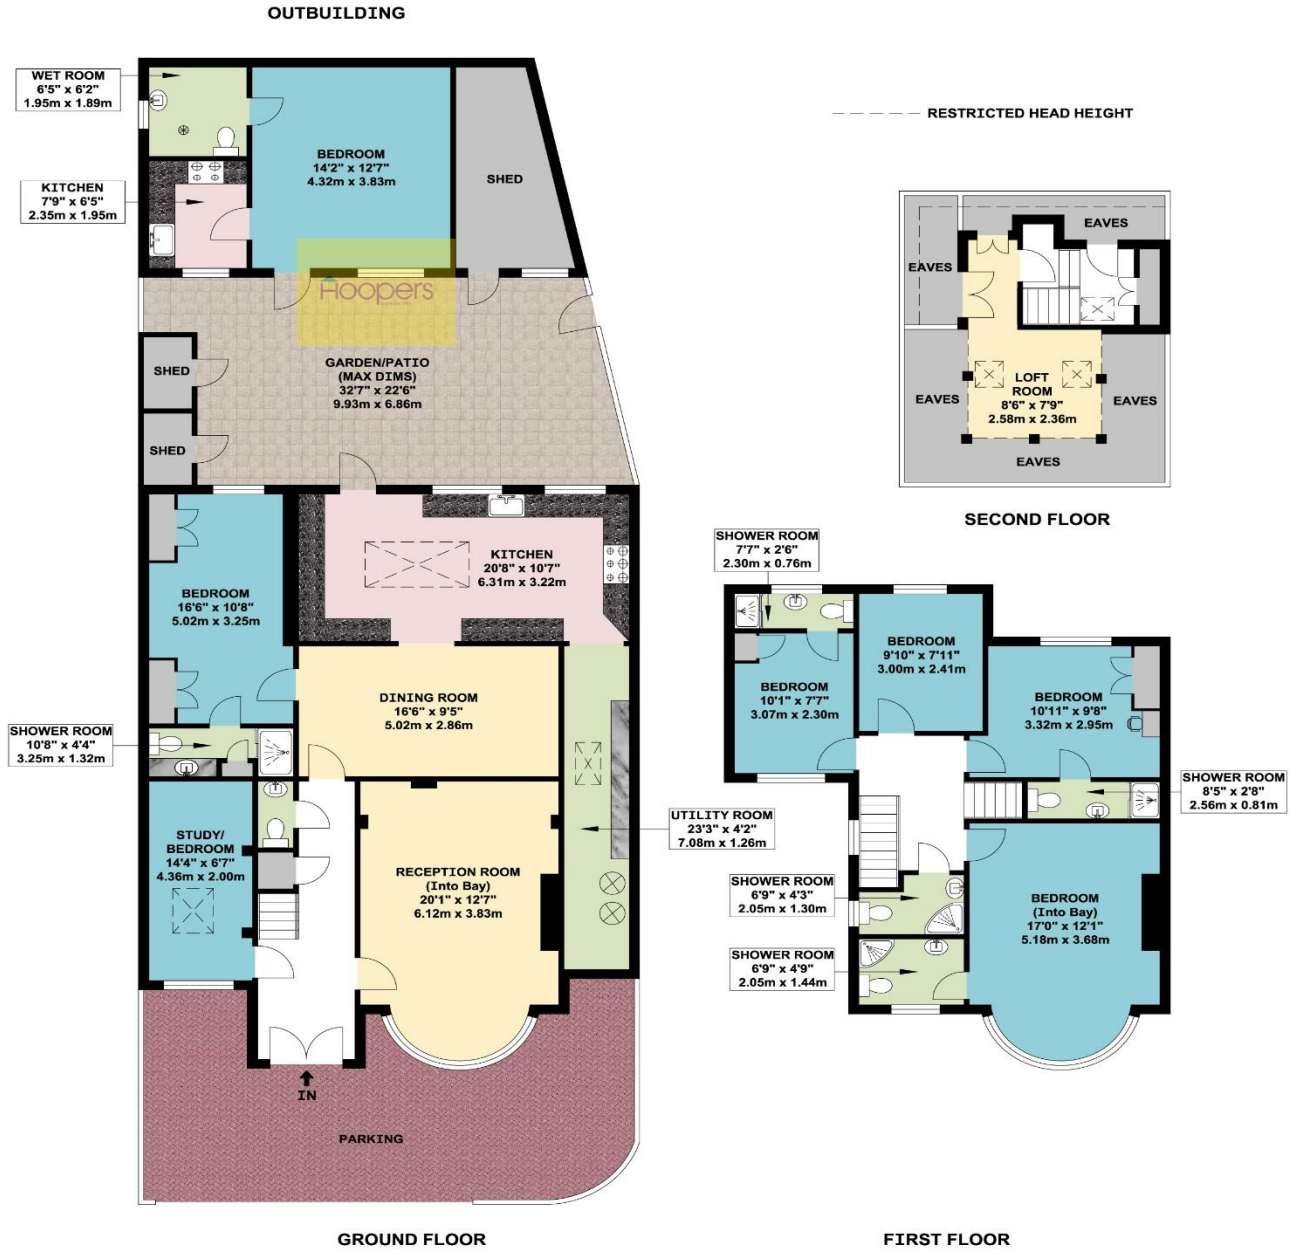 OUTBUILDING
WET ROOM
6'5" x 6'2"
1.95m x 1.89m
KITCHEN
7'9" x 6'5"
2.35m x 1.95m
BEDROOM
14'2" x 12'7"
4.32m x 3.83m
SHED
Hoopers
GARDEN/PATIO
(MAX DIMS)
32'7" x 22'6"
9.93m x 6.86m
SHED
SHED
BEDROOM
16'6" x 10'8"
5.02m x 3.25m
KITCHEN
20'8" x 10'7"
6.31m x 3.22m
DINING ROOM
16'6" x 9'5"
5.02m x 2.86m
SHOWER ROOM
10'8" x 4'4"
3.25m x 1.32m
STUDY/
BEDROOM
14'4" x 6'7"
4.36m x 2.00m
RECEPTION ROOM
(Into Bay)
20'1" x 12'7"
6.12m x 3.83m
UTILITY ROOM
23'3" x 4'2"
7.08m x 1.26m
IN
PARKING
GROUND FLOOR
RESTRICTED HEAD HEIGHT
EAVES
EAVES
EAVES
LOFT
ROOM
8'6" x 7'9"
2.58m x 2.36m
EAVES
EAVES
SECOND FLOOR
SHOWER ROOM
7'7" x 2'6"
2.30m x 0.76m
BEDROOM
9'10" x 7'11"
3.00m x 2.41m
BEDROOM
10'1" x 7'7"
3.07m x 2.30m
BEDROOM
10'11" x 9'8"
3.32m x 2.95m
SHOWER ROOM
8'5" x 2'8"
2.56m x 0.81m
SHOWER ROOM
6'9" x 4'3"
2.05m x 1.30m
BEDROOM
(Into Bay)
17'0" x 12'1"
5.18m x 3.68m
SHOWER ROOM
6'9" x 4'9"
2.05m x 1.44m
FIRST FLOOR